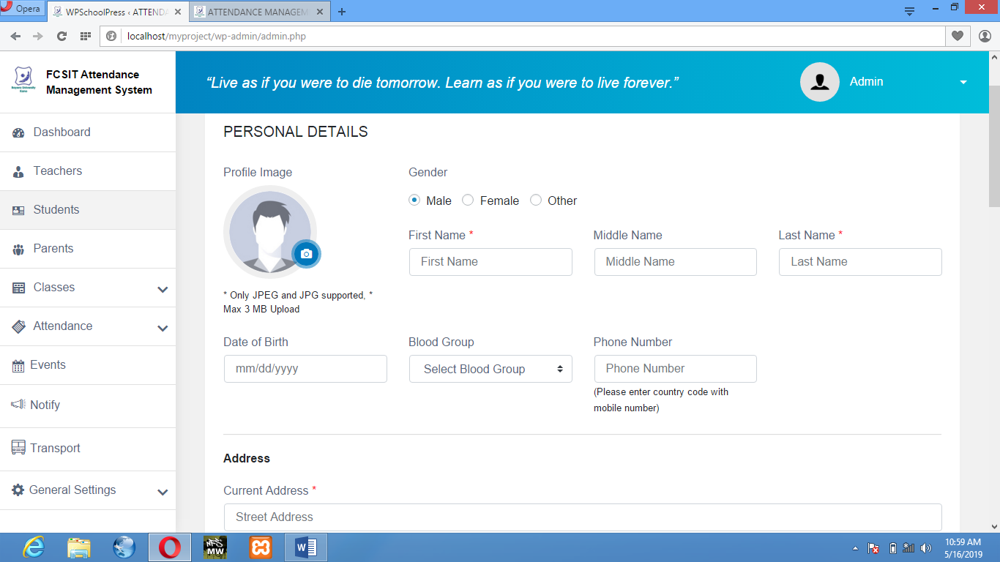 Opera
WPSchoolPress ‹ ATTENDA
ATTENDANCE MANAGEM
localhost/myproject/wp-admin/admin.php
Bayero University
Kano
FCSIT Attendance
Management System
“Live as if you were to die tomorrow. Learn as if you were to live forever.”
Admin
Dashboard
Teachers
Students
Parents
Classes
Attendance
Events
Notify
Transport
General Settings
PERSONAL DETAILS
Profile Image
* Only JPEG and JPG supported, *
Max 3 MB Upload
Gender
Male Female Other
First Name * Middle Name Last Name *
First Name Middle Name Last Name
Date of Birth Blood Group Phone Number
mm/dd/yyyy Select Blood Group Phone Number
(Please enter country code with
mobile number)
Address
Current Address *
Street Address
NFS
MW
W
10:59 AM
5/16/2019